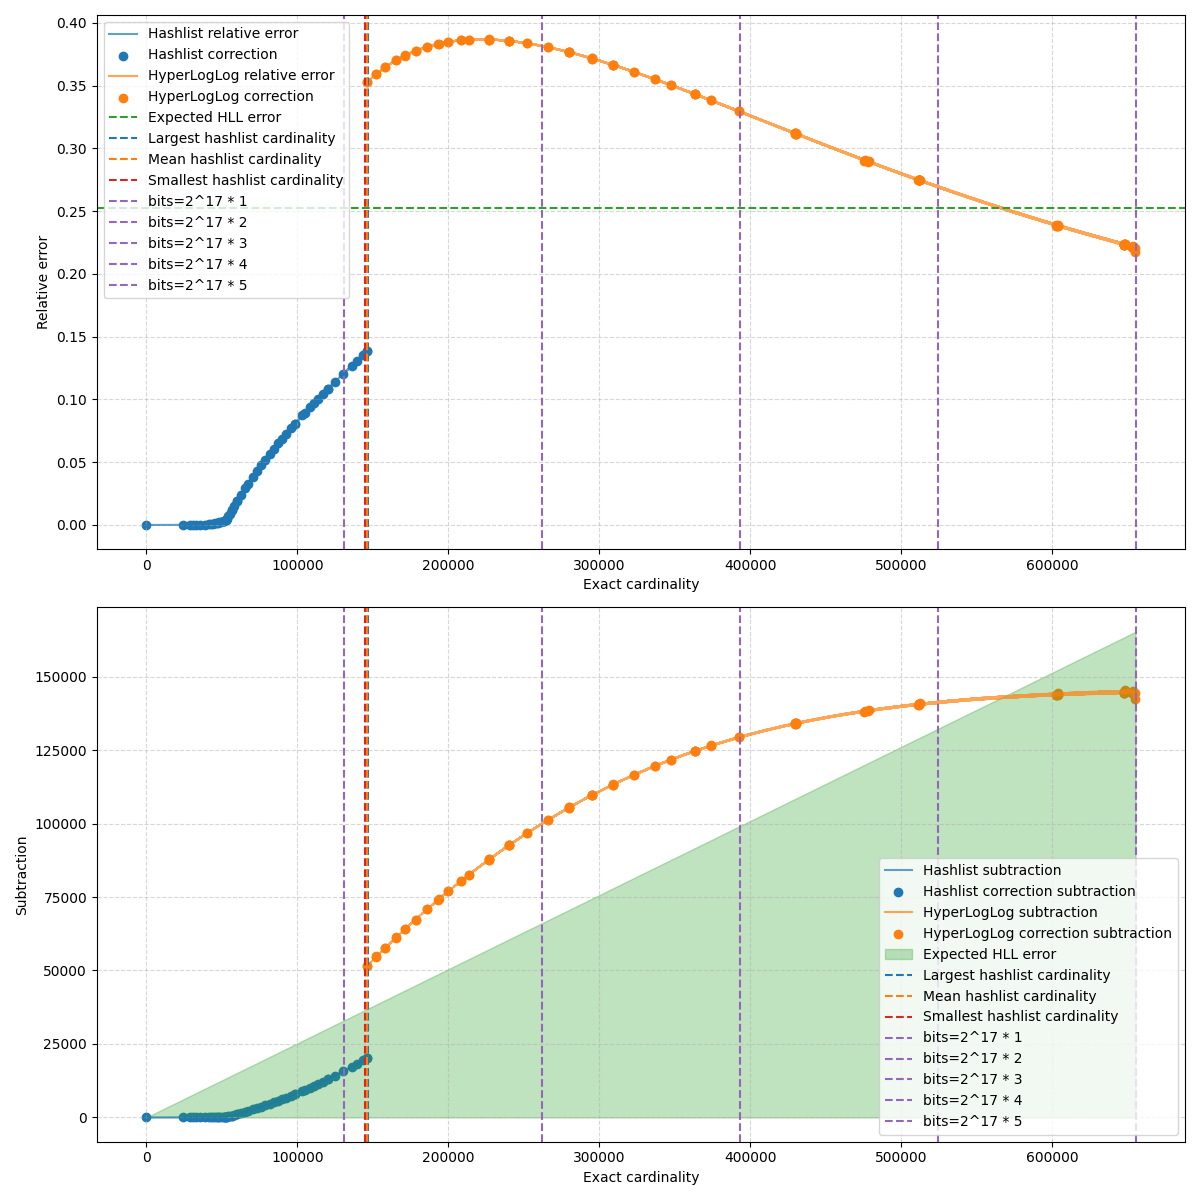 0.40
0.35
0.30
0.25
0.20
0.15
0.10
0.05
0.00
Relative error
Hashlist relative error
Hashlist correction
HyperLogLog relative error
HyperLogLog correction
Expected HLL error
Largest hashlist cardinality
Mean hashlist cardinality
Smallest hashlist cardinality
bits=2^17 * 1
bits=2^17 * 2
bits=2^17 * 3
bits=2^17 * 4
bits=2^17 * 5
0 100000 200000 300000 400000 500000 600000
Exact cardinality
150000
125000
100000
75000
50000
25000
0
Subtraction
Hashlist subtraction
Hashlist correction subtraction
HyperLogLog subtraction
HyperLogLog correction subtraction
Expected HLL error
Largest hashlist cardinality
Mean hashlist cardinality
Smallest hashlist cardinality
bits=2^17 * 1
bits=2^17 * 2
bits=2^17 * 3
bits=2^17 * 4
bits=2^17 * 5
0 100000 200000 300000 400000 500000 600000
Exact cardinality